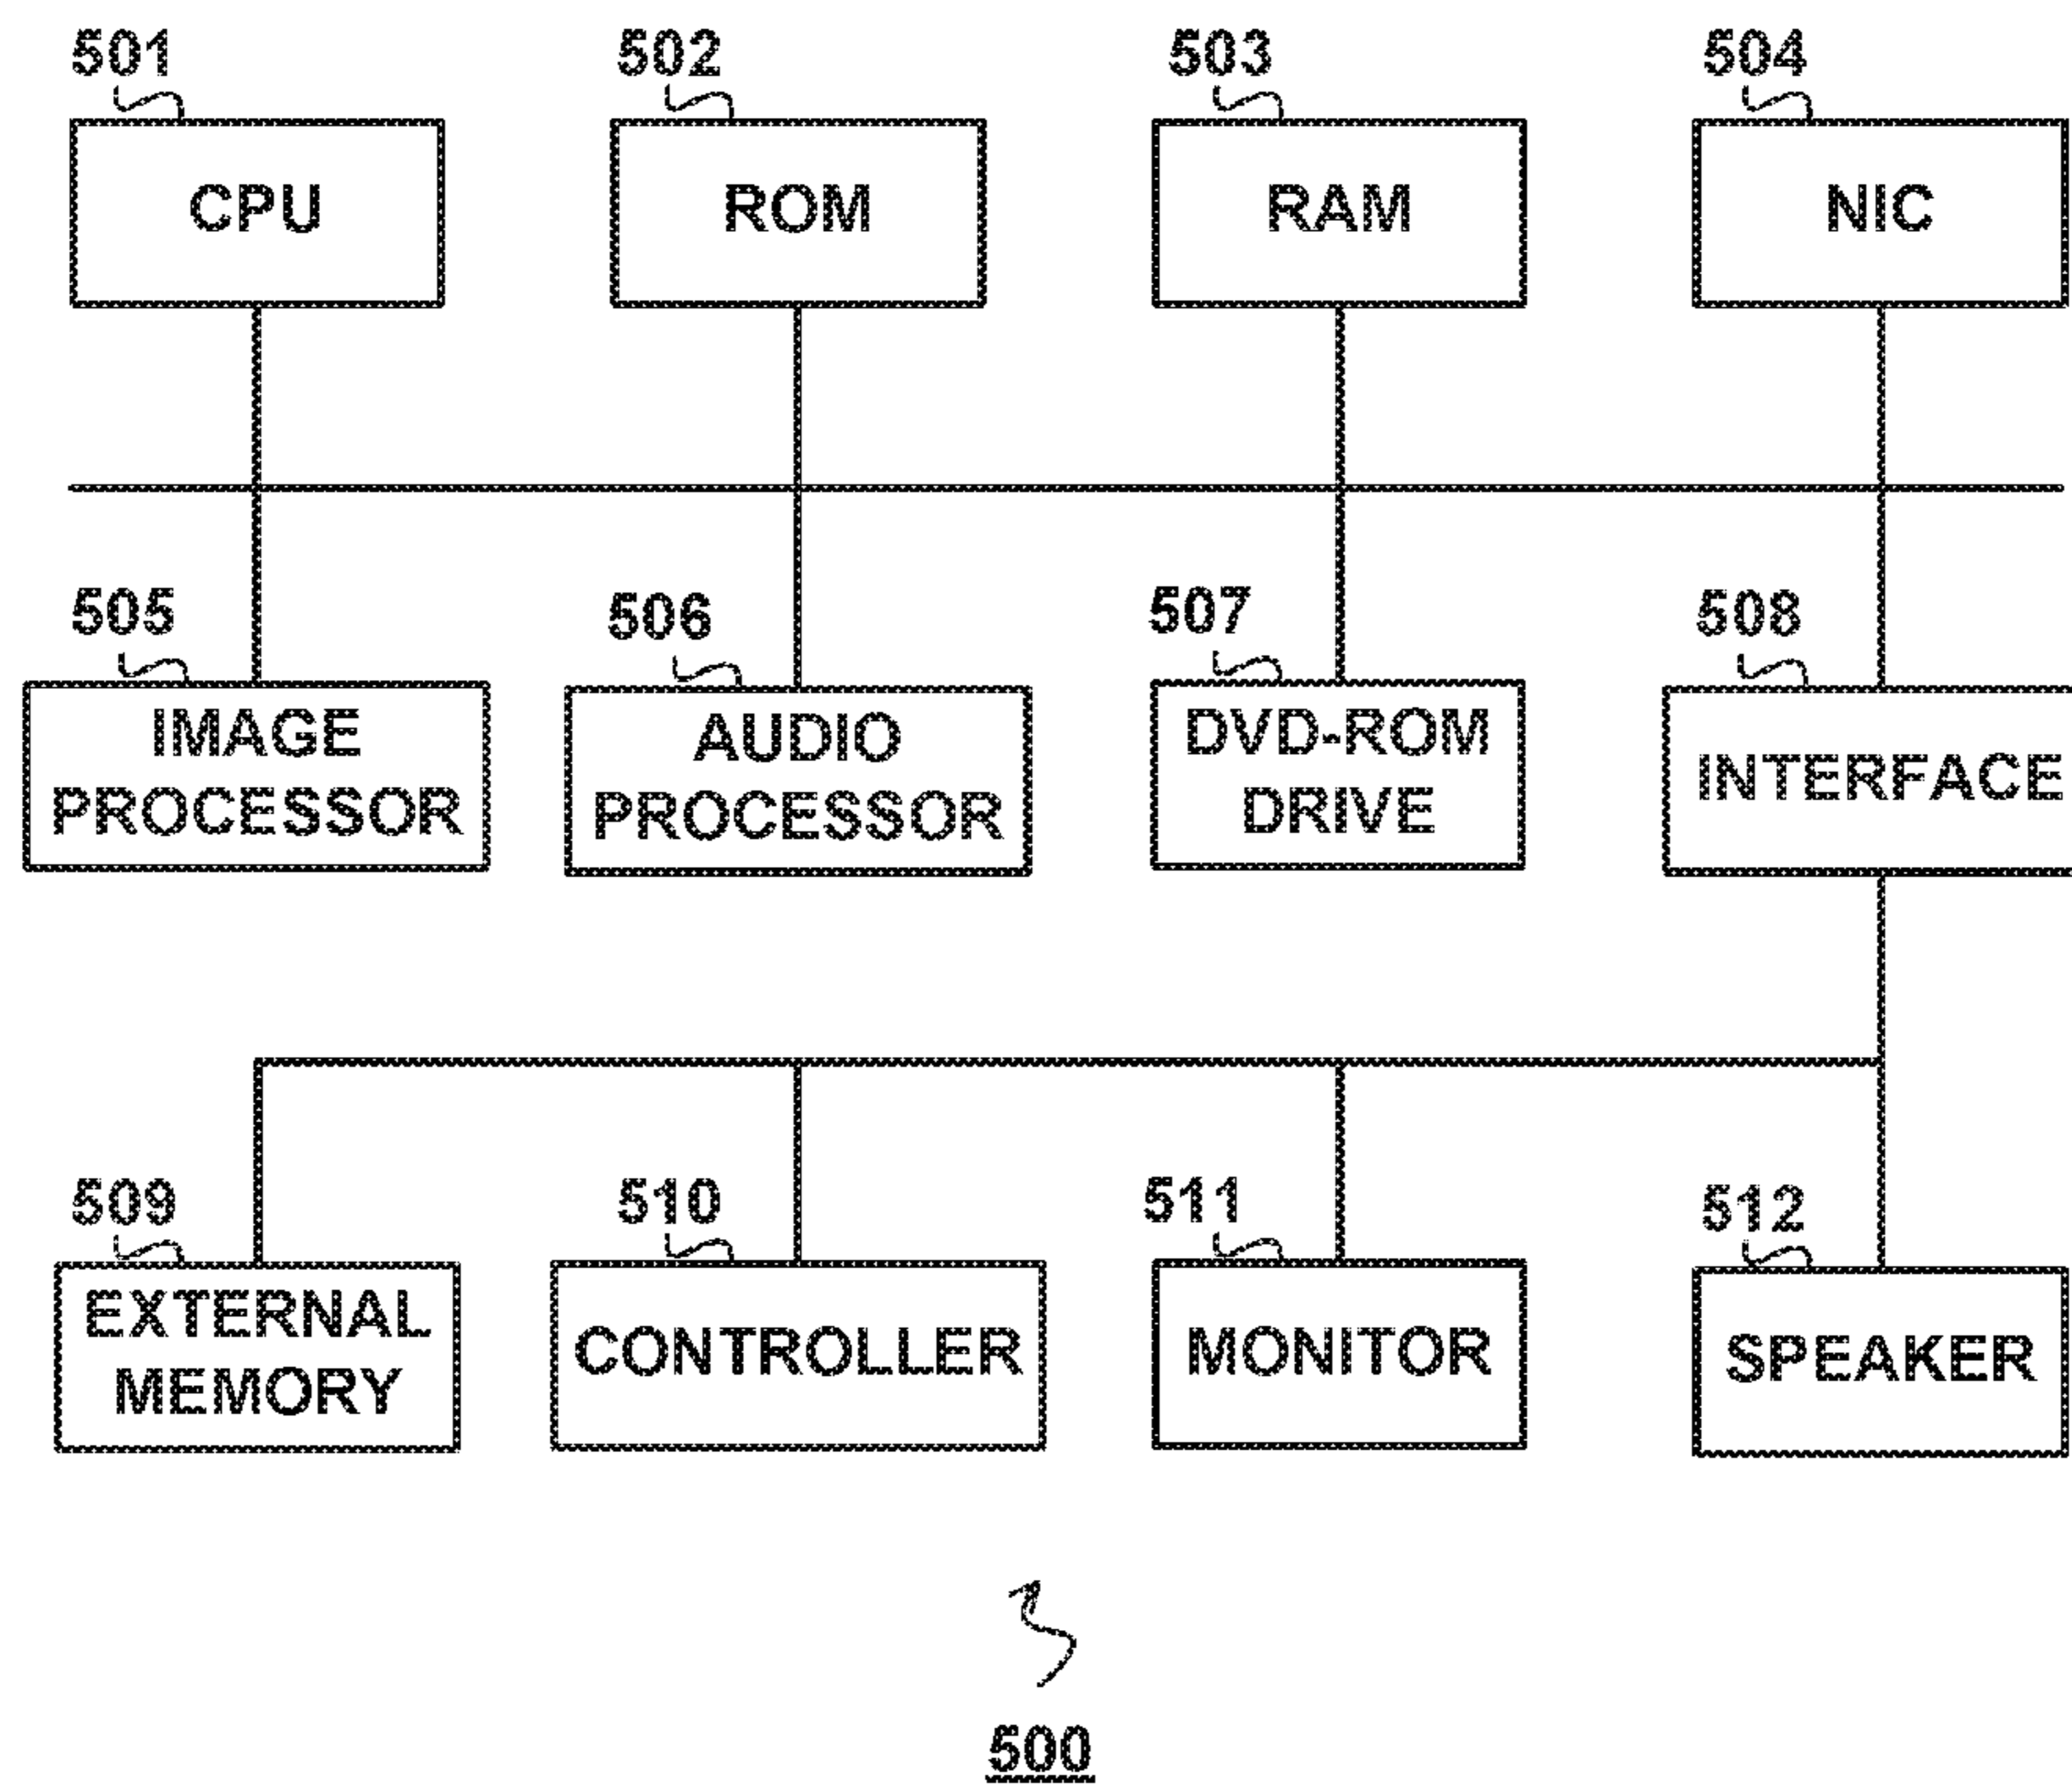 501
502
503
504
CPU
ROM
RAM
NIC
505
506
507
508
IMAGE
PROCESSOR
AUDIO
PROCESSOR
DVD-ROM
DRIVE
INTERFACE
509
510
511
512
EXTERNAL
MEMORY
CONTROLLER
MONITOR
SPEAKER
500